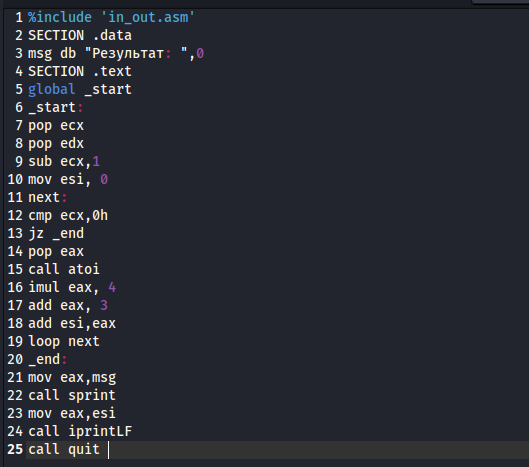 1 %include 'in_out.asm'
2 SECTION .data
3 msg db "Результат: ",0
4 SECTION .text
5 global _start
6 _start:
7 pop ecx
8 pop edx
9 sub ecx,1
10 mov esi, 0
11 next:
12 cmp ecx,0h
13 jz _end
14 pop eax
15 call atoi
16 imul eax, 4
17 add eax, 3
18 add esi,eax
19 loop next
20 _end:
21 mov eax,msg
22 call sprint
23 mov eax,esi
24 call iprintLF
25 call quit